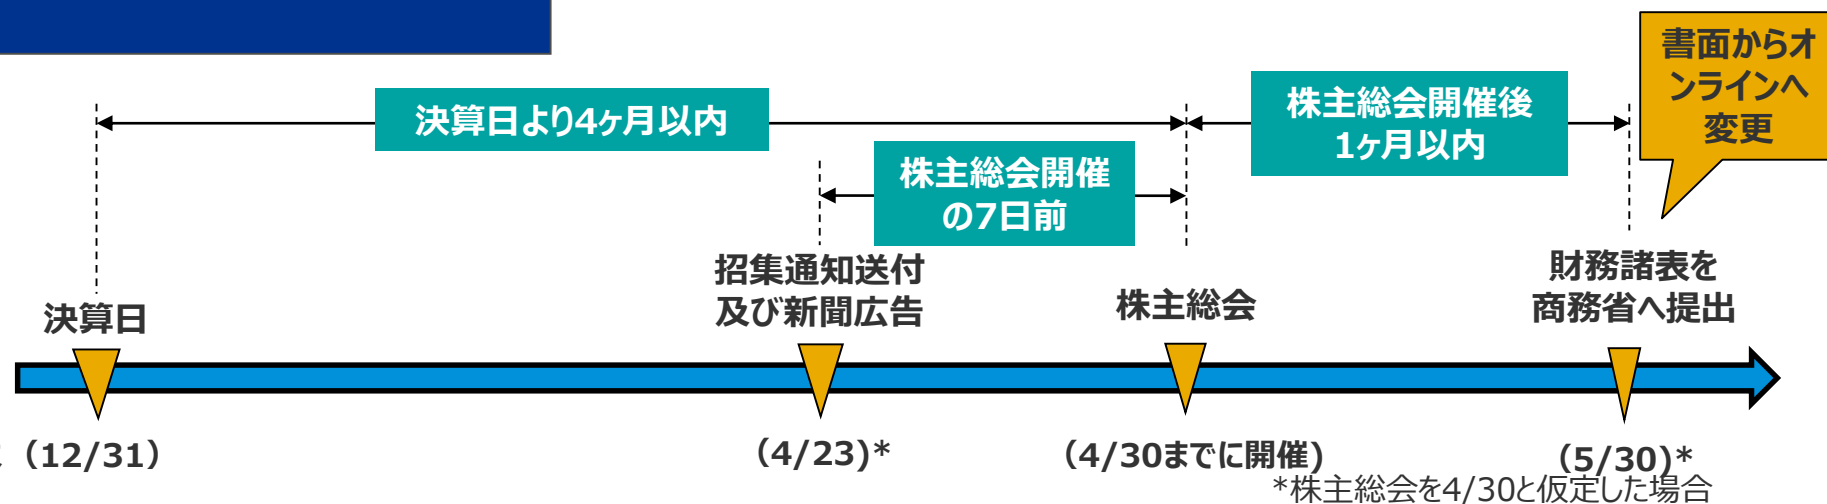 書面からオ
ンラインへ
変更
決算日より4ヶ月以内
株主総会開催後
1ヶ月以内
株主総会開催
の7日前
決算日
招集通知送付
及び新聞広告
株主総会
財務諸表を
商務省へ提出
（12/31）
（4/23)*
（4/30までに開催)
（5/30)*
*株主総会を4/30と仮定した場合